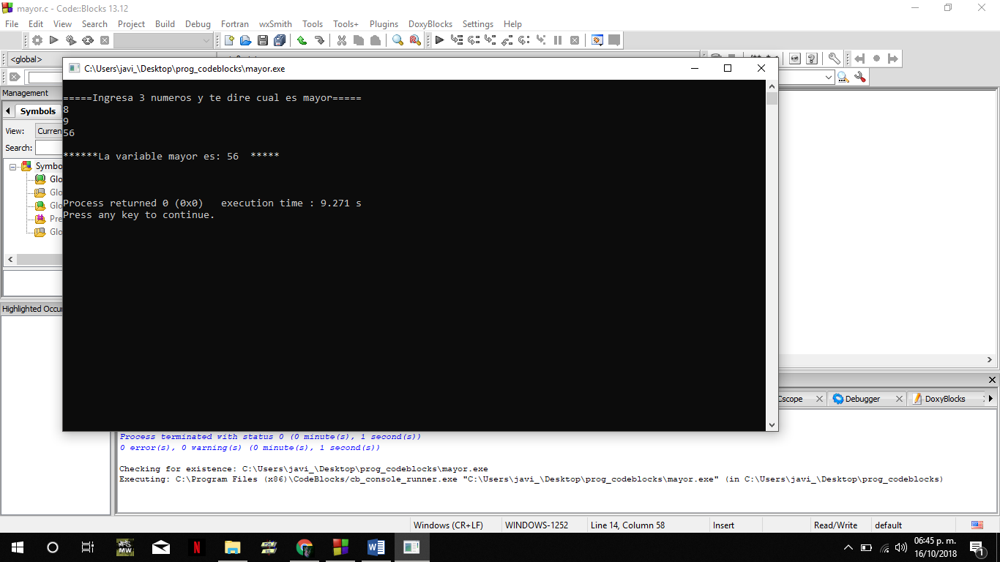 mayor.c - Code::Blocks 13.12
File Edit View Search Project Build Debug Fortran wxSmith Tools Tools+ Plugins DoxyBlocks Settings Help
<global>
C:\Users\javi_\Desktop\prog_codeblocks\mayor.exe
Management
Symbols
View: Curren
Search:
Symbo
Glo
Glo
Glo
Pre
Glo
=====Ingresa 3 numeros y te dire cual es mayor=====
8
9
56
******La variable mayor es: 56  *****
Process returned 0 (0x0)   execution time : 9.271 s
Press any key to continue.
Highlighted Occur
Cscope Debugger DoxyBlocks
Process terminated with status 0 (0 minute(s), 1 second(s))
0 error(s), 0 warning(s) (0 minute(s), 1 second(s))
Checking for existence: C:\Users\javi_\Desktop\prog_codeblocks\mayor.exe
Executing: C:\Program Files (x86)\CodeBlocks/cb_console_runner.exe "C:\Users\javi_\Desktop\prog_codeblocks\mayor.exe" (in C:\Users\javi_\Desktop\prog_codeblocks)
Windows (CR+LF) WINDOWS-1252 Line 14, Column 58 Insert Read/Write default
MW N W 06:45 p. m.
16/10/2018 1